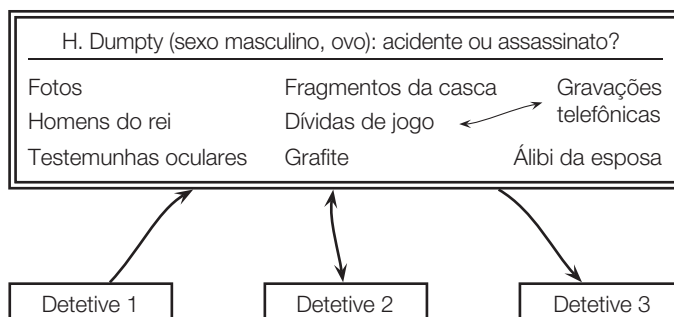 H. Dumpty (sexo masculino, ovo): acidente ou assassinato?
Fotos
Fragmentos da casca
Gravações
telefônicas
Homens do rei
Dívidas de jogo
Testemunhas oculares
Grafite
Álibi da esposa
Detetive 1
Detetive 2
Detetive 3